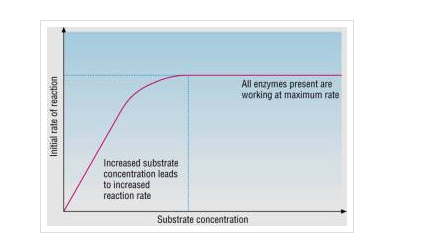 Initial rate of reaction
All enzymes present are
working at maximum rate
Increased substrate
concentration leads
to increased
reaction rate
Substrate concentration